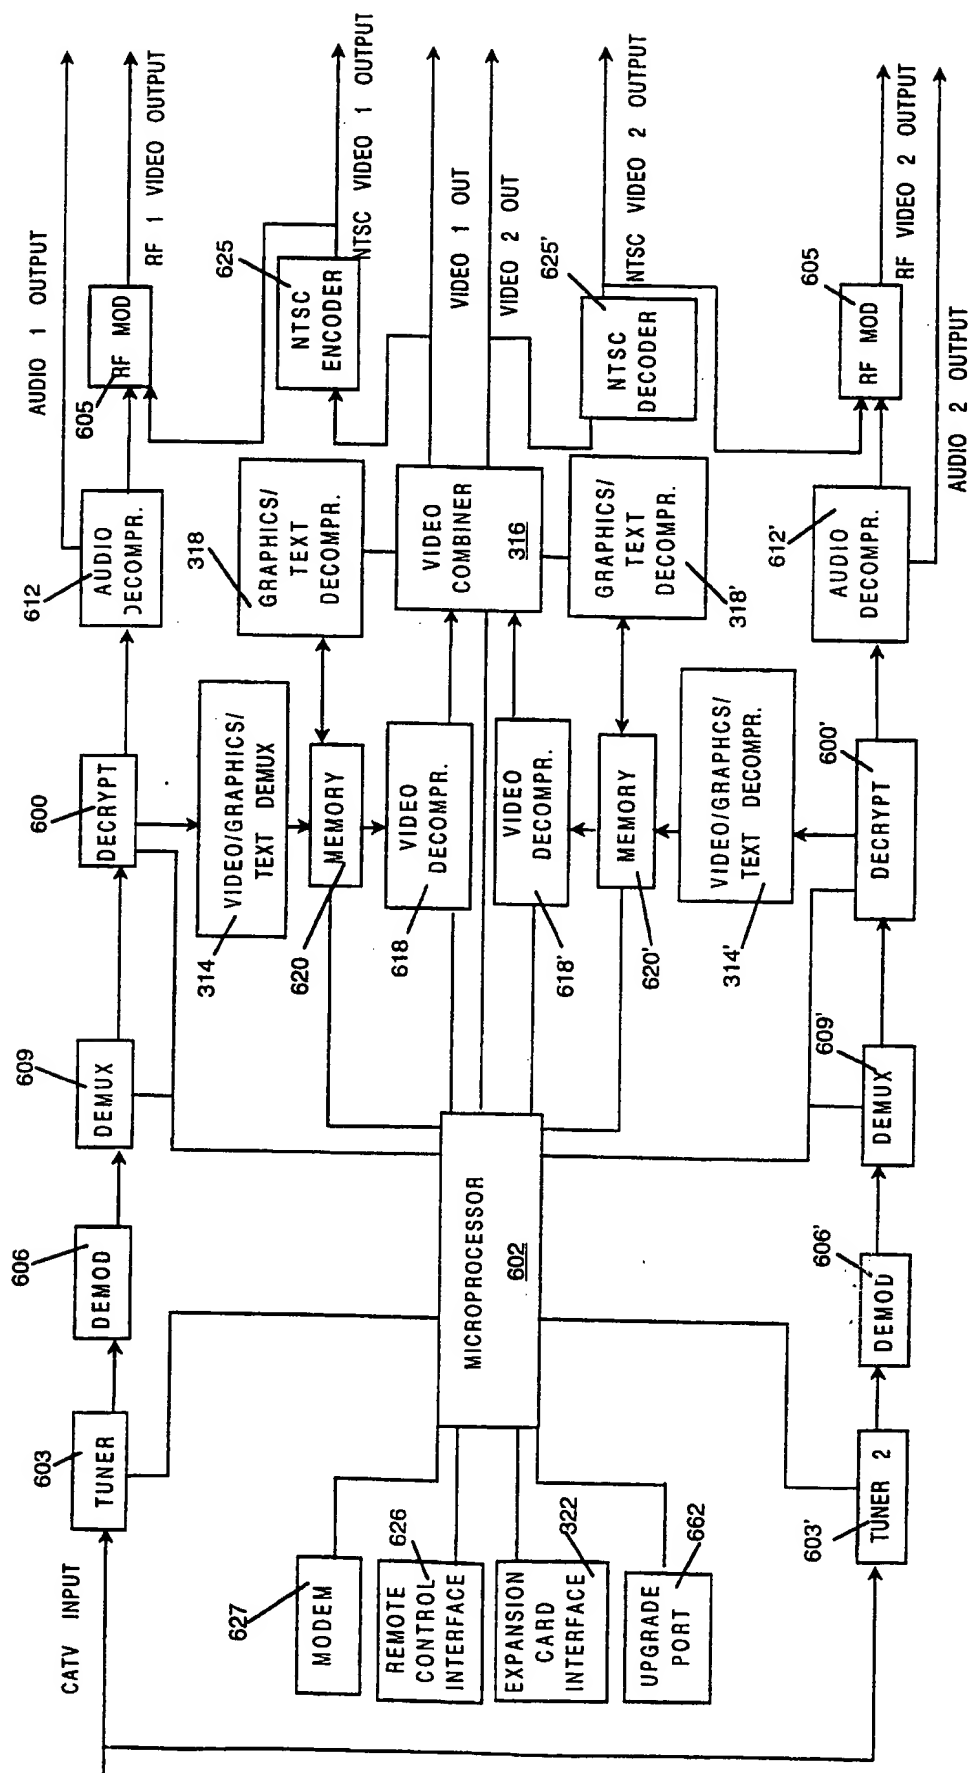 CATV INPUT
603
TUNER
606
DEMOD
609
DEMUX
600
DECRYPT
612
AUDIO
DECOMPR.
AUDIO 1 OUTPUT
605
RF MOD
RF 1 VIDEO OUTPUT
314
VIDEO/GRAPHICS/
TEXT DEMUX
318
GRAPHICS/
TEXT
DECOMPR.
625
NTSC
ENCODER
NTSC VIDEO 1 OUTPUT
620
MEMORY
618
VIDEO
DECOMPR.
VIDEO
COMBINER
316
VIDEO 1 OUT
VIDEO 2 OUT
627
MODEM
626
REMOTE
CONTROL
INTERFACE
322
EXPANSION
CARD
INTERFACE
662
UPGRADE
PORT
MICROPROCESSOR
602
618'
VIDEO
DECOMPR.
620'
MEMORY
314'
VIDEO/GRAPHCS/
TEXT DECOMPR.
GRAPHICS/
TEXT
DECOMPR.
318'
625'
NTSC
DECODER
NTSC VIDEO 2 OUTPUT
603'
TUNER 2
606'
DEMOD
609'
DEMUX
600'
DECRYPT
612'
AUDIO
DECOMPR.
605
RF MOD
RF VIDEO 2 OUTPUT
AUDIO 2 OUTPUT